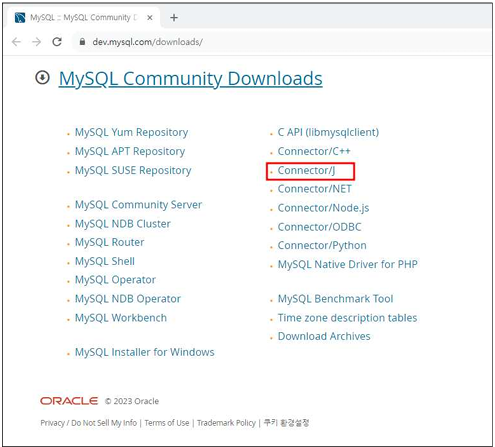 MySQL :: MySQL Community D
dev.mysql.com/downloads/
MySQL Community Downloads
MySQL Yum Repository
MySQL APT Repository
MySQL SUSE Repository
MySQL Community Server
MySQL NDB Cluster
MySQL Router
MySQL Shell
MySQL Operator
MySQL NDB Operator
MySQL Workbench
MySQL Installer for Windows
C API (libmysqlclient)
Connector/C++
Connector/J
Connector/NET
Connector/Node.js
Connector/ODBC
Connector/Python
MySQL Native Driver for PHP
MySQL Benchmark Tool
Time zone description tables
Download Archives
ORACLE © 2023 Oracle
Privacy / Do Not Sell My Info | Terms of Use | Trademark Policy | 쿠키 환경설정